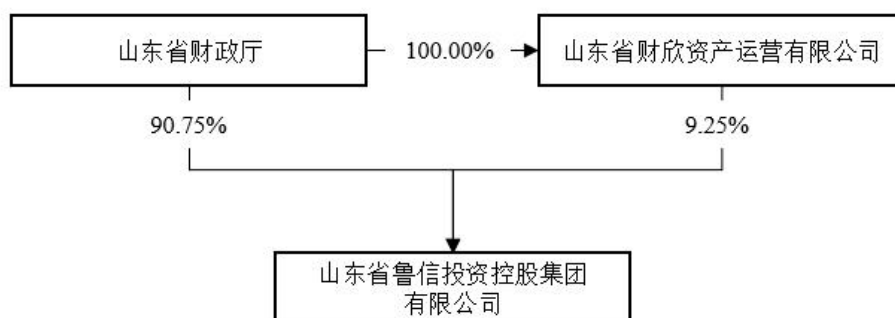 山东省财政厅
100.00%
山东省财欣资产运营有限公司
90.75%
9.25%
山东省鲁信投资控股集团
有限公司